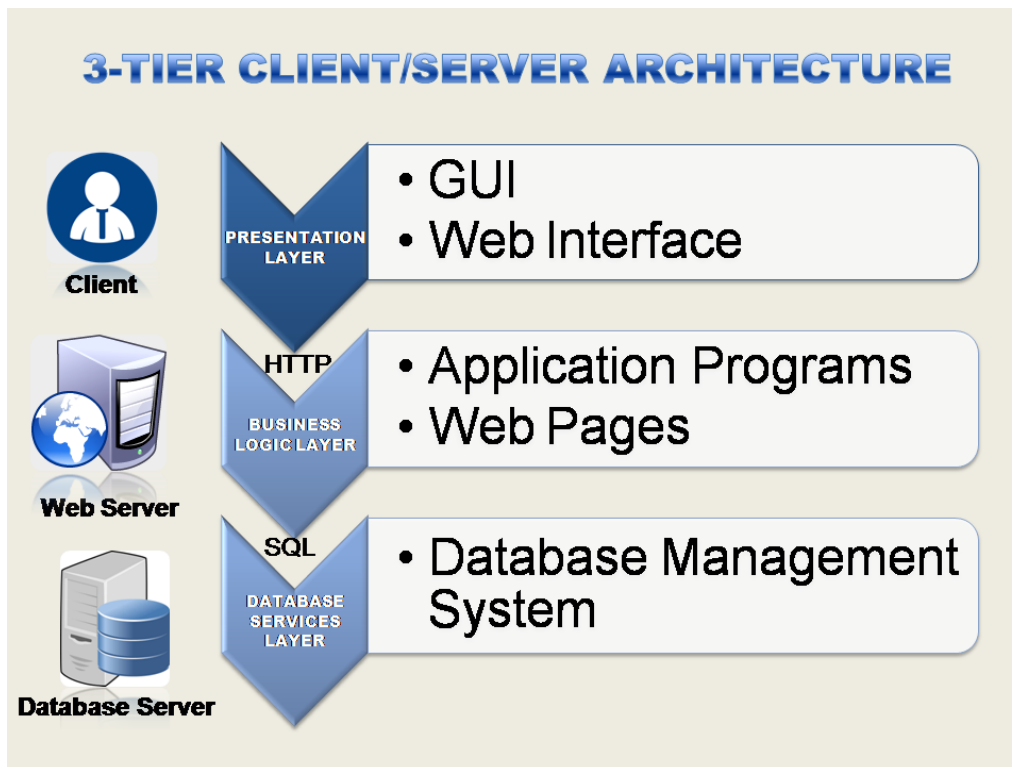 3-TIER CLIENT/SERVER ARCHITECTURE
Client
PRESENTATION
LAYER
• GUI
• Web Interface
Web Server
HTTP
BUSINESS
LOGIC LAYER
• Application Programs
• Web Pages
Database Server
SQL
DATABASE
SERVICES
LAYER
• Database Management
System